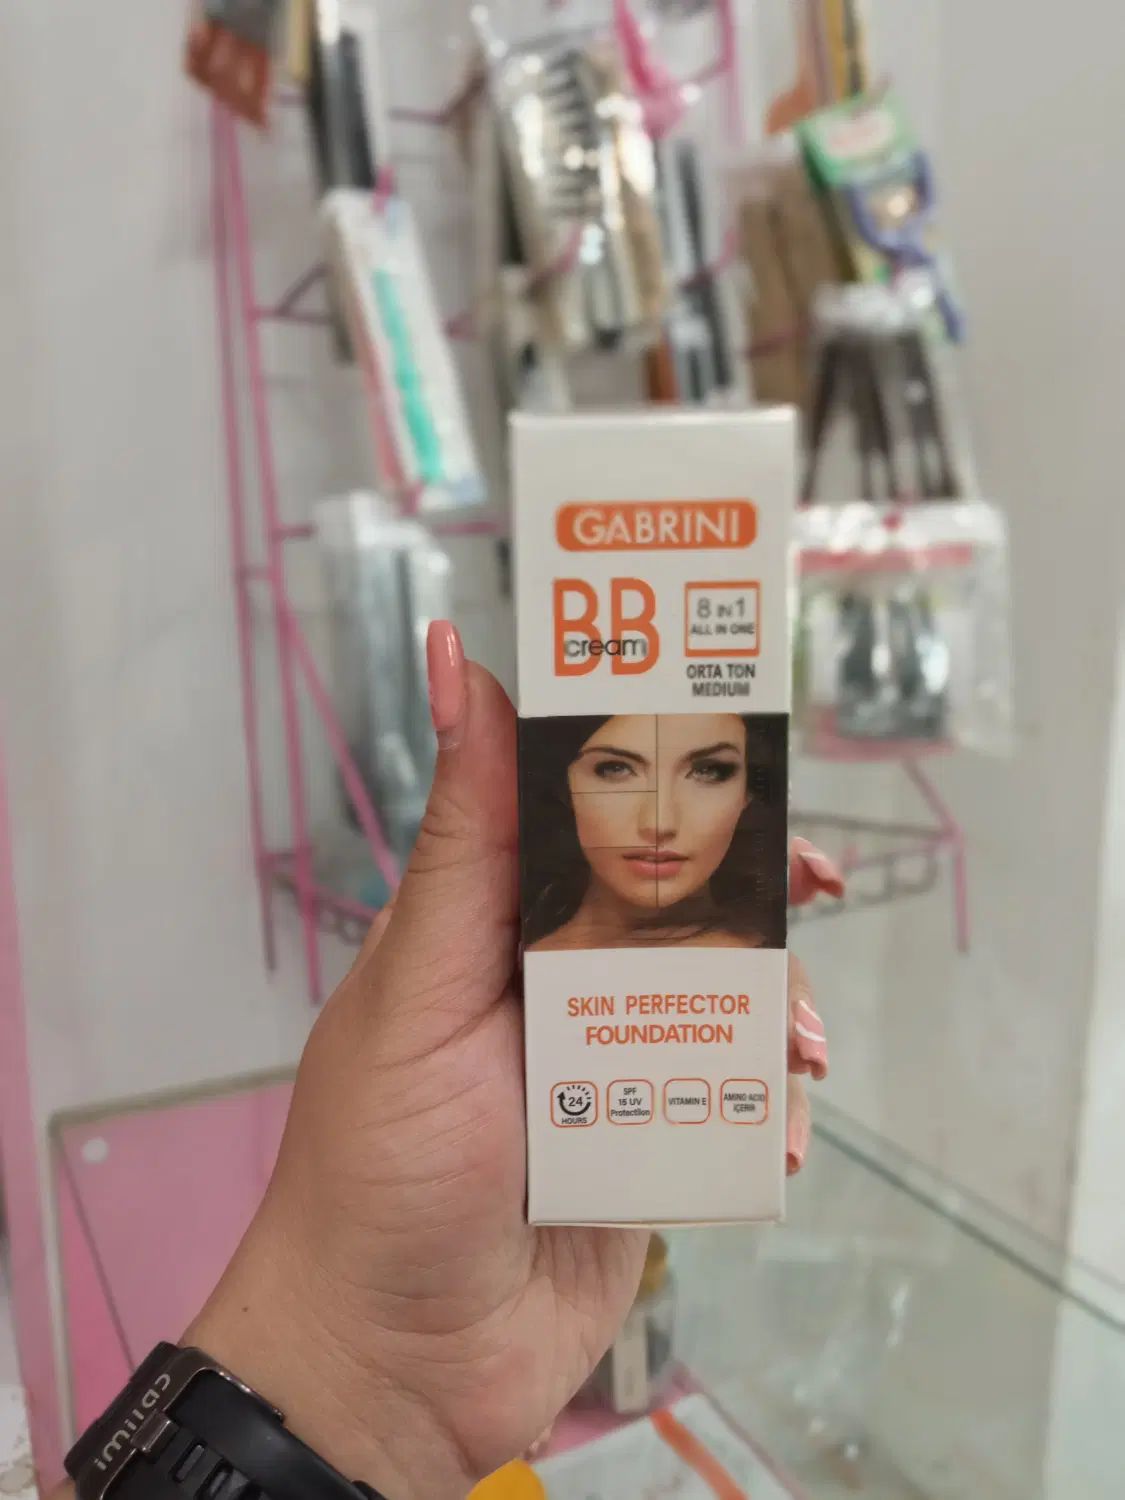 GABRINI
BB
cream
8 IN 1
ALL IN ONE
ORTA TON
MEDIUM
SKIN PERFECTOR
FOUNDATION
24
HOURS
SPF
15 UV
Protection
VITAMIN E
AMINO ACID
İÇERİR
mibro